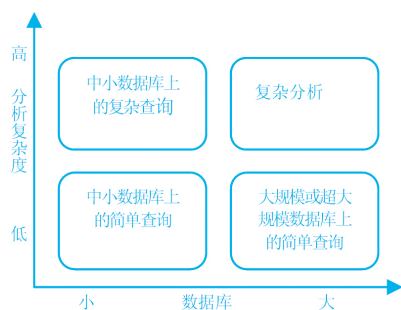 高
分析复杂度
低
中小数据库上
的复杂查询
复杂分析
中小数据库上
的简单查询
大规模或超大
规模数据库上
的简单查询
小
数据库
大